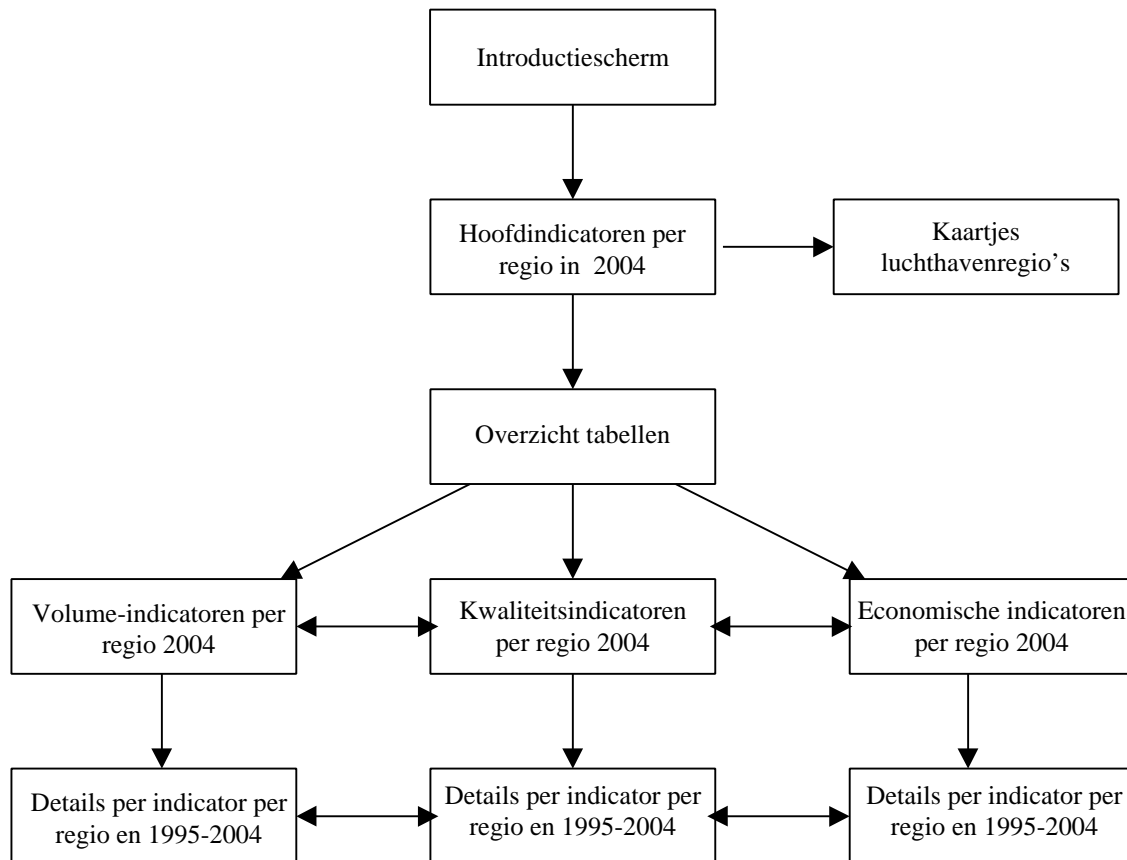 Introductiescherm
Hoofdindicatoren per
regio in 2004
Kaartjes
luchthavenregio’s
Overzicht tabellen
Volume-indicatoren per
regio 2004
Kwaliteitsindicatoren
per regio 2004
Economische indicatoren
per regio 2004
Details per indicator per
regio en 1995-2004
Details per indicator per
regio en 1995-2004
Details per indicator per
regio en 1995-2004